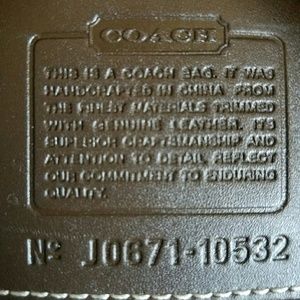 COACH
THIS IS A COACH BAG. IT WAS
HANDCRAFTED IN CHINA FROM
THE FINEST MATERIALS TRIMMED
WITH GENUINE LEATHER. ITS
SUPERIOR CRAFTSMANSHIP AND
ATTENTION TO DETAIL REFLECT
OUR COMMITMENT TO ENDURING
QUALITY.
Nº J0671-10532